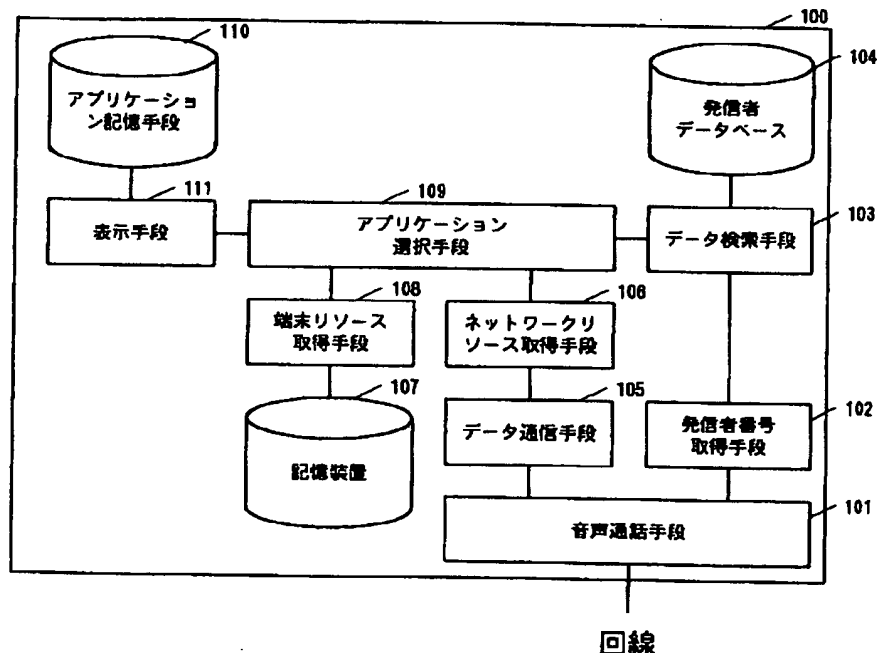 100
110
アプリケーショ
ン記憶手段
104
発信者
データベース
111
表示手段
109
アプリケーション
選択手段
103
データ検索手段
108
端末リソース
取得手段
106
ネットワークリ
ソース取得手段
107
記憶装置
105
データ通信手段
102
発信者番号
取得手段
101
音声通話手段
回線